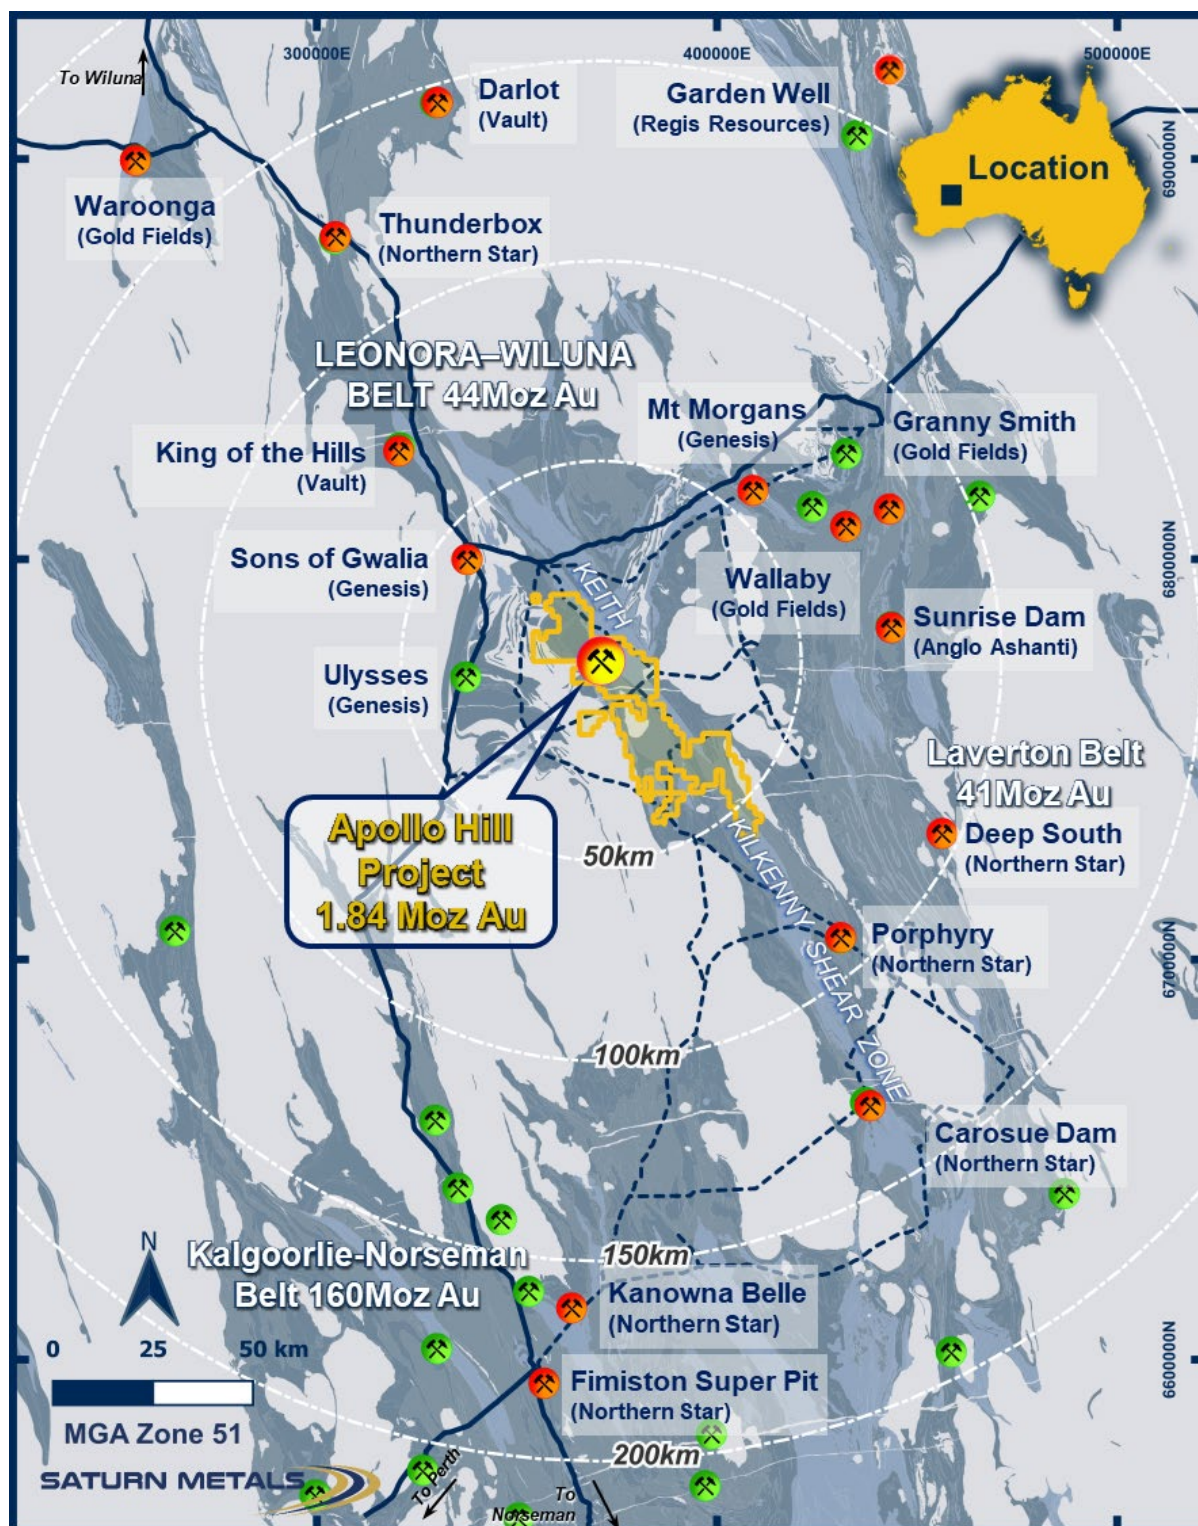 300000E
400000E
500000E
To Wiluna
Darlot
(Vault)
Garden Well
(Regis Resources)
Location
6900000N
Waroonga
(Gold Fields)
Thunderbox
(Northern Star)
LEONORA–WILUNA
BELT 44Moz Au
Mt Morgans
(Genesis)
Granny Smith
(Gold Fields)
King of the Hills
(Vault)
Sons of Gwalia
(Genesis)
KEITH
Wallaby
(Gold Fields)
6800000N
Sunrise Dam
(Anglo Ashanti)
Ulysses
(Genesis)
Laverton Belt
41Moz Au
Apollo Hill
Project
1.84 Moz Au
50km
KILKENNY SHEAR ZONE
Deep South
(Northern Star)
Porphyry
(Northern Star)
6700000N
100km
Carosue Dam
(Northern Star)
150km
Kalgoorlie-Norseman
Belt 160Moz Au
Kanowna Belle
(Northern Star)
N
0 25 50 km
Fimiston Super Pit
(Northern Star)
6600000N
MGA Zone 51
200km
SATURN METALS
To Perth
To
Norseman